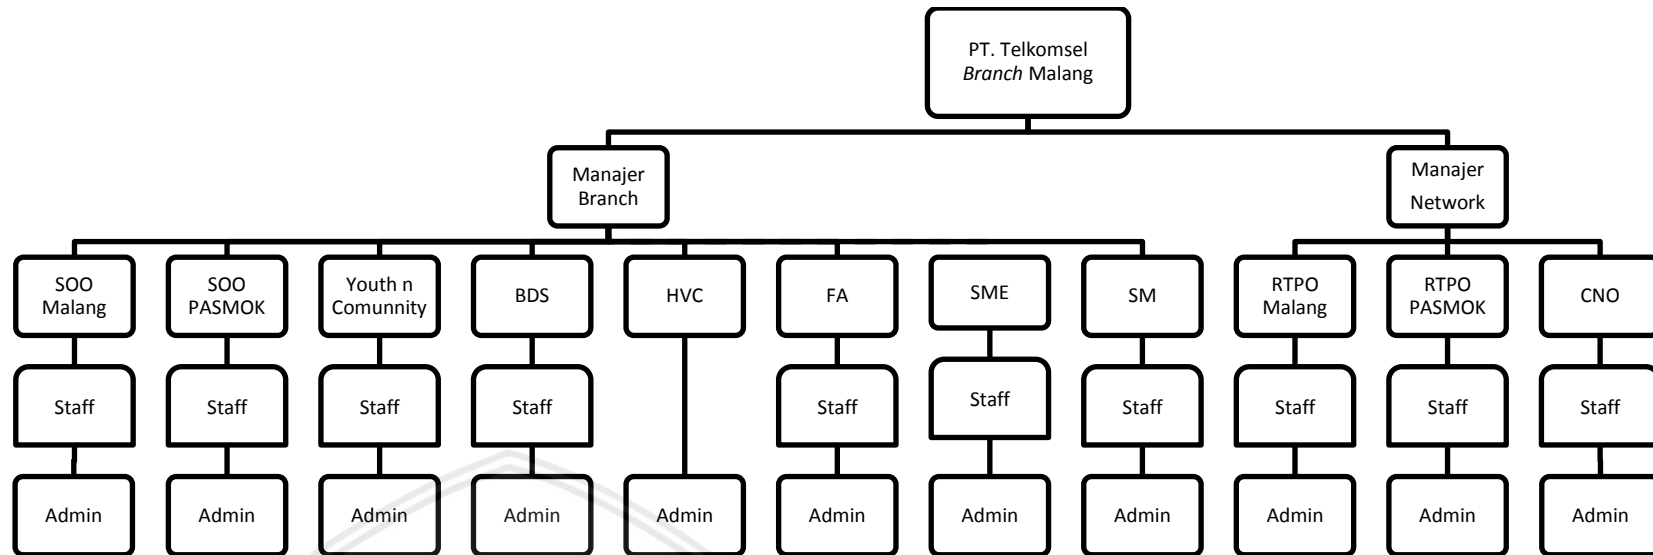 PT. Telkomsel
Branch Malang
Manajer
Branch
Manajer
Network
SOO
Malang
SOO
PASMOK
Youth n
Comunnity
BDS
HVC
FA
SME
SM
RTPO
Malang
RTPO
PASMOK
CNO
Staff
Staff
Staff
Staff
Staff
Staff
Staff
Staff
Staff
Staff
Admin
Admin
Admin
Admin
Admin
Admin
Admin
Admin
Admin
Admin
Admin